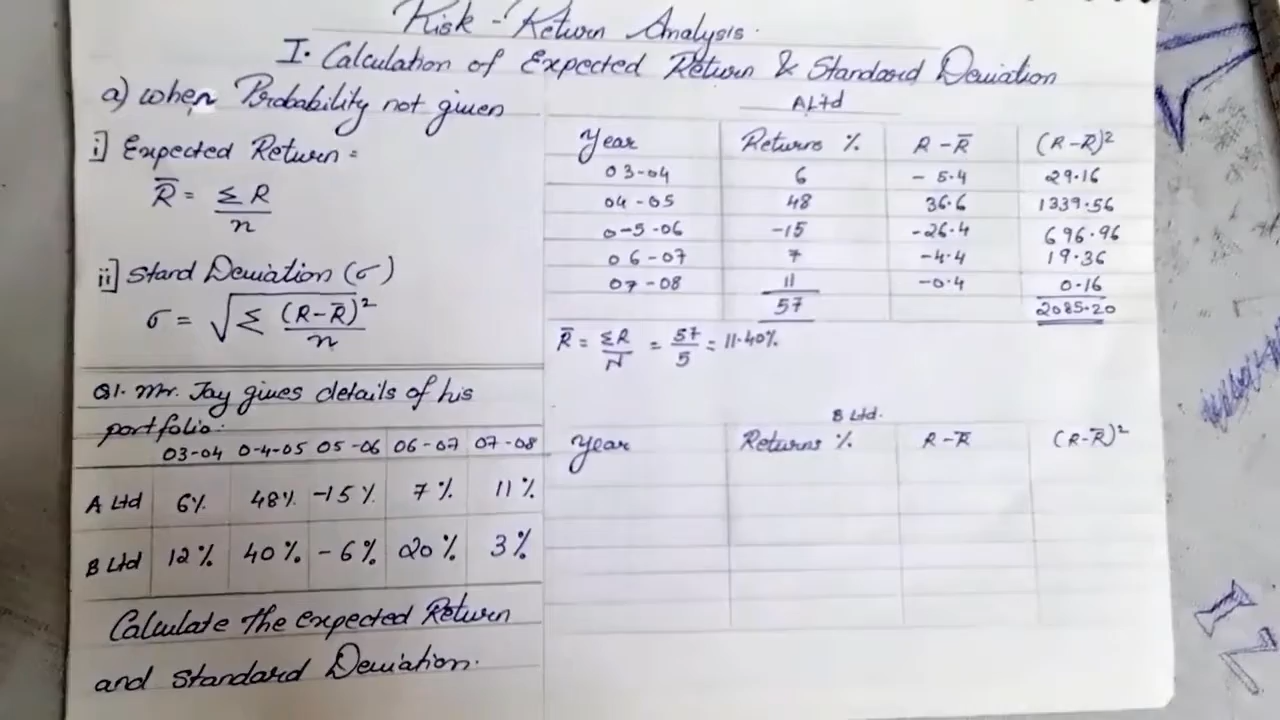 Risk - Return Analysis.
I. Calculation of Expected Return & Standard Deviation
a) when Probability not given
i] Expected Return =
R̅ = Σ R / n
ii] Stand Deviation (σ)
σ = √Σ (R-R̅)² / n
Q1. Mr. Jay gives details of his
portfolio.
03-04 0-4-05 05-06 06-07 07-08
A Ltd 6% 48% -15% 7% 11%
B Ltd 12% 40% -6% 20% 3%
Calculate the expected Return
and Standard Deviation.
A Ltd
Year Returns % R-R̅ (R-R̅)²
03-04 6 -5.4 29.16
04-05 48 36.6 1339.56
0-5-06 -15 -26.4 696.96
06-07 7 -4.4 19.36
07-08 11 -0.4 0.16
57 2085.20
R̅ = ΣR / N = 57 / 5 = 11.40%
B Ltd.
Year Returns % R-R̅ (R-R̅)²